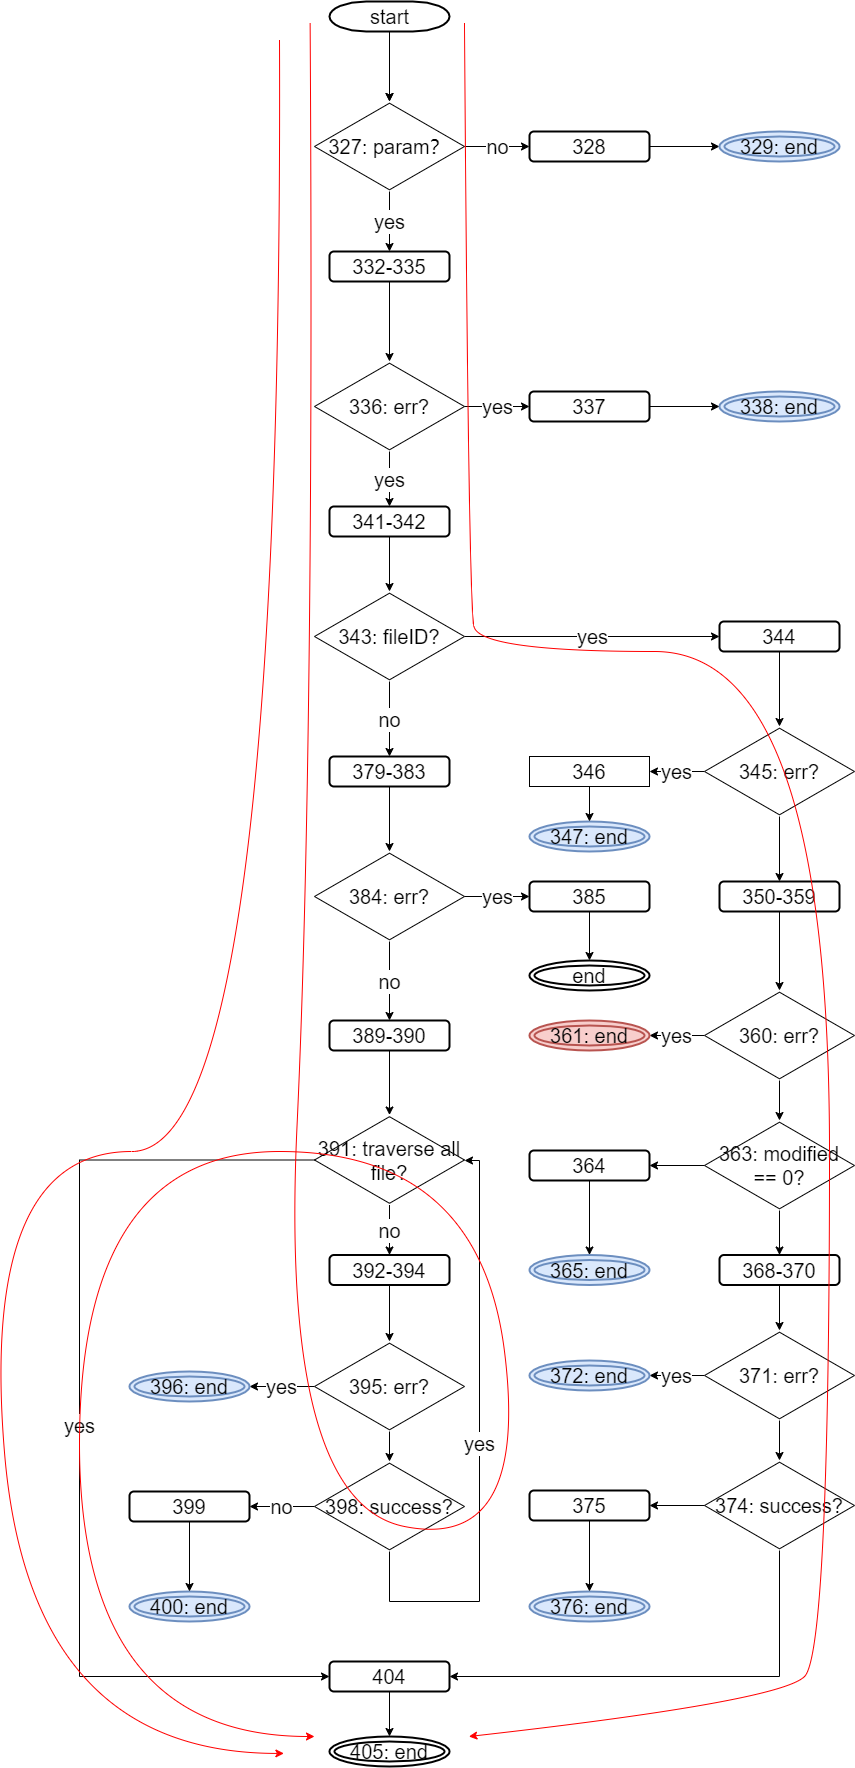 start
327: param?
no
328
329: end
yes
332-335
336: err?
yes
337
338: end
yes
341-342
343: fileID?
yes
344
no
379-383
346
yes
345: err?
347: end
384: err?
yes
385
350-359
end
no
389-390
361: end
yes
360: err?
391: traverse all
file?
364
363: modified
== 0?
no
392-394
365: end
368-370
396: end
yes
395: err?
372: end
yes
371: err?
yes
yes
399
no
398: success?
375
374: success?
400: end
376: end
404
405: end